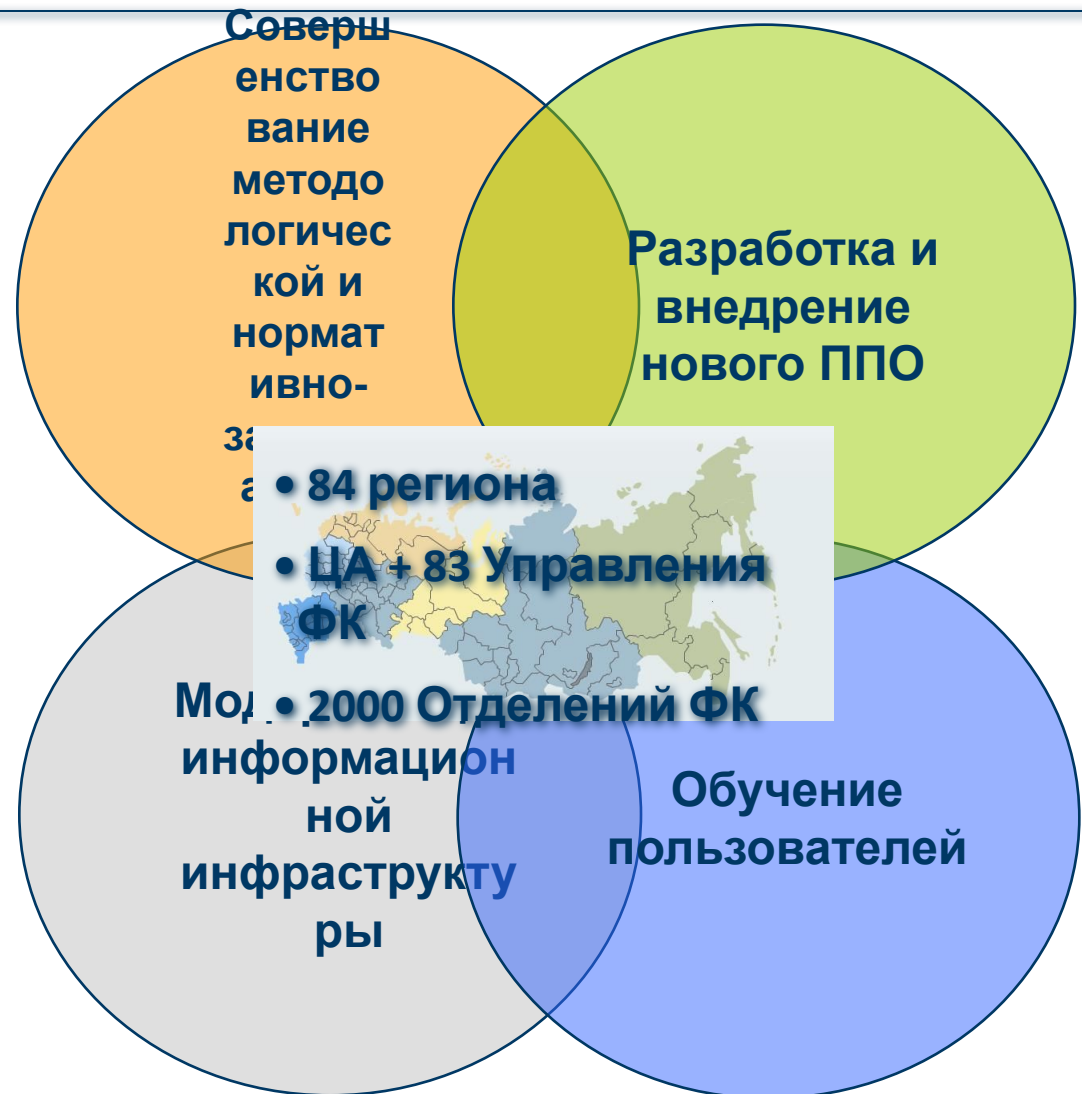 Соверш
енство
вание
методо
логичес
кой и
нормат
ивно-
Разработка и
внедрение
нового ППО
• 84 региона
• ЦА + 83 Управления
ФК
• 2000 Отделений ФК
информацион
ной
инфраструкту
ры
Обучение
пользователей